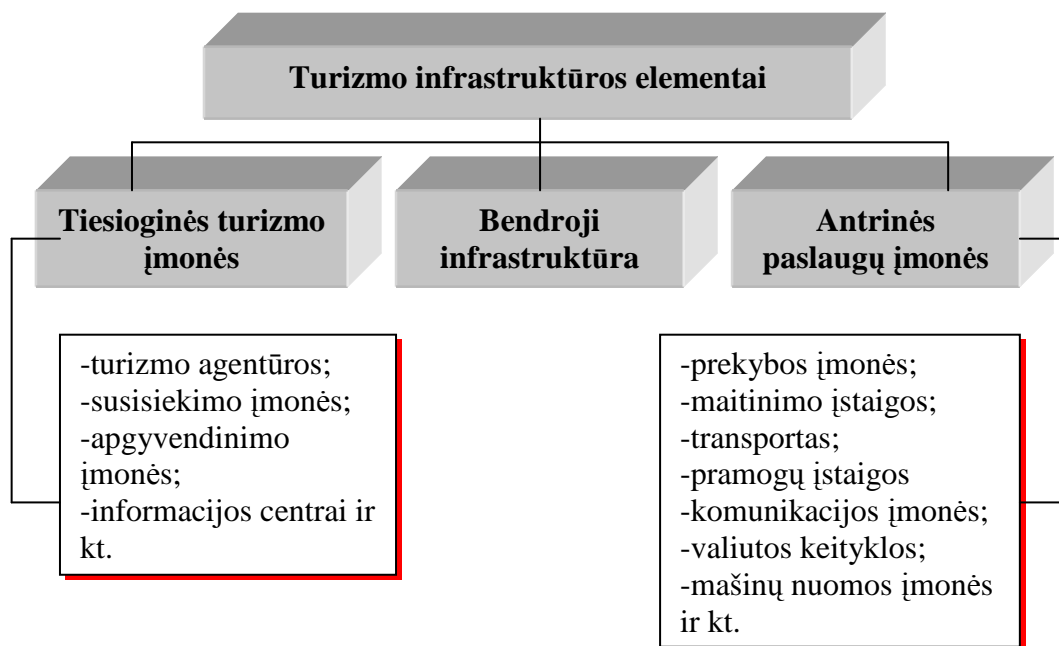 Turizmo infrastruktūros elementai
Tiesioginės turizmo
įmonės
Bendroji
infrastruktūra
Antrinės
paslaugų įmonės
-turizmo agentūros;
-susisiekimo įmonės;
-apgyvendinimo
įmonės;
-informacijos centrai ir
kt.
-prekybos įmonės;
-maitinimo įstaigos;
-transportas;
-pramogų įstaigos
-komunikacijos įmonės;
-valiutos keityklos;
-mašinų nuomos įmonės
ir kt.